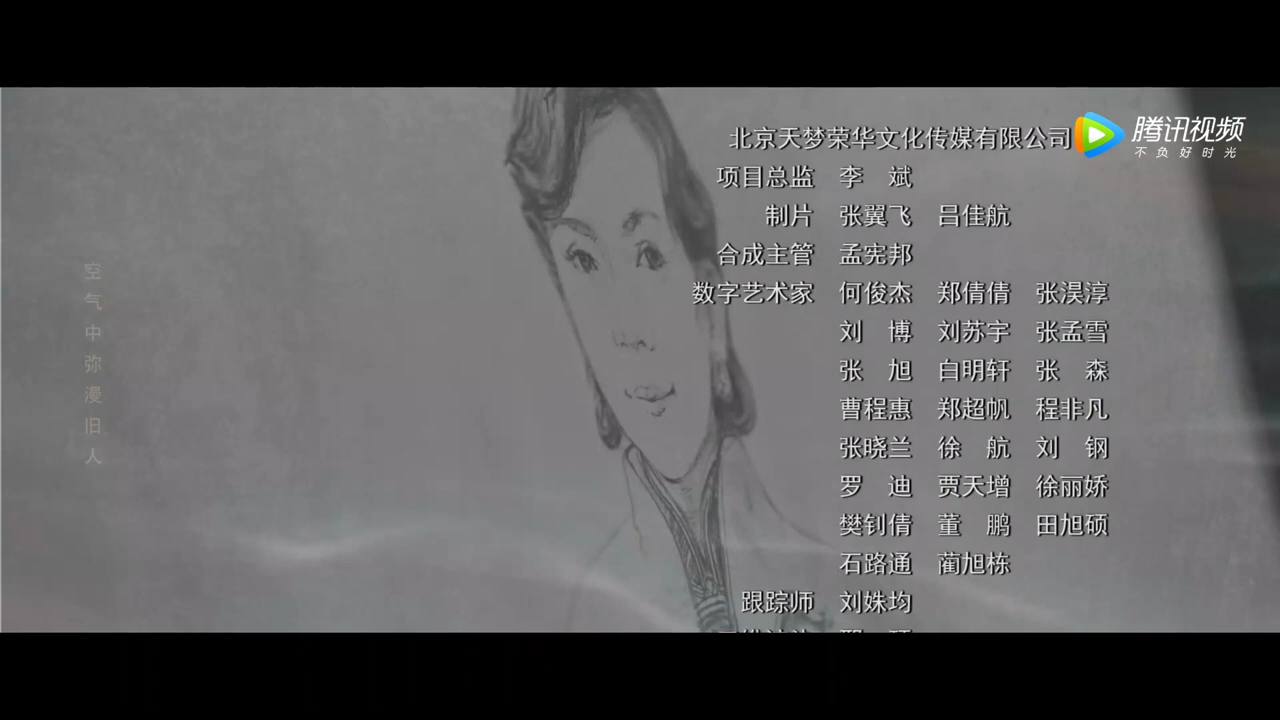 北京天梦荣华文化传媒有限公司
腾讯视频
不负好时光
项目总监 李 斌
制片 张翼飞 吕佳航
合成主管 孟宪邦
数字艺术家 何俊杰 郑倩倩 张淏淳
刘 博 刘苏宇 张孟雪
张 旭 白明轩 张 森
曹程惠 郑超帆 程非凡
张晓兰 徐 航 刘 钢
罗 迪 贾天增 徐丽娇
樊钊倩 董 鹏 田旭硕
石路通 蔺旭栋
跟踪师 刘姝均
空气中弥漫旧人